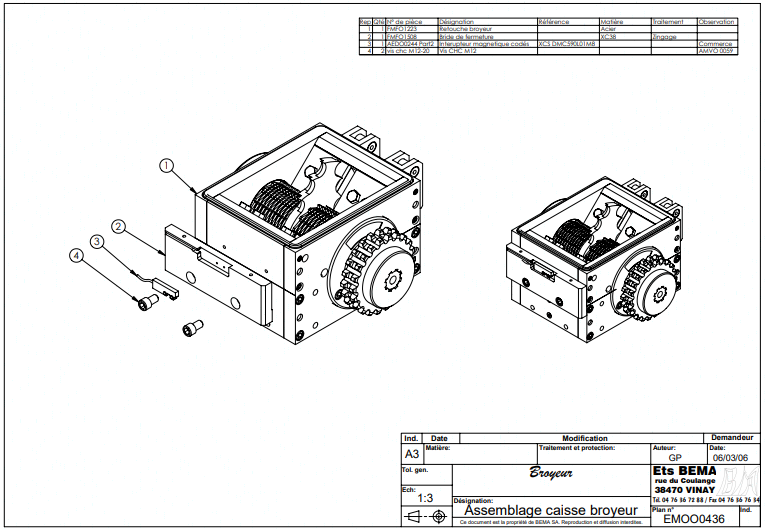 Rep Qté N° de pièce Désignation Référence Matière Traitement Observation
1 1 FMFO1223 Retouche broyeur Acier
2 1 FMFO1508 Bride de fermeture XC38 Zingage
3 1 AEDO0244 Part2 Interupteur magnetique codés XCS DMC590L01M8 Commerce
4 2 vis chc M12-20 Vis CHC M12 AMVO 0059
1
2
3
4
Ind. Date Modification Demandeur
A3 Matière: Traitement et protection: Auteur: GP Date: 06/03/06
Tol. gen.
Broyeur
Ets BEMA
rue du Coulange
38470 VINAY
Tél. 04 76 36 72 88 / Fax 04 76 36 76 94
Ech: 1:3
Désignation:
Assemblage caisse broyeur
Ce document est la propriété de BEMA SA. Reproduction et diffusion interdites.
Plan n° Ind.
EMOO0436